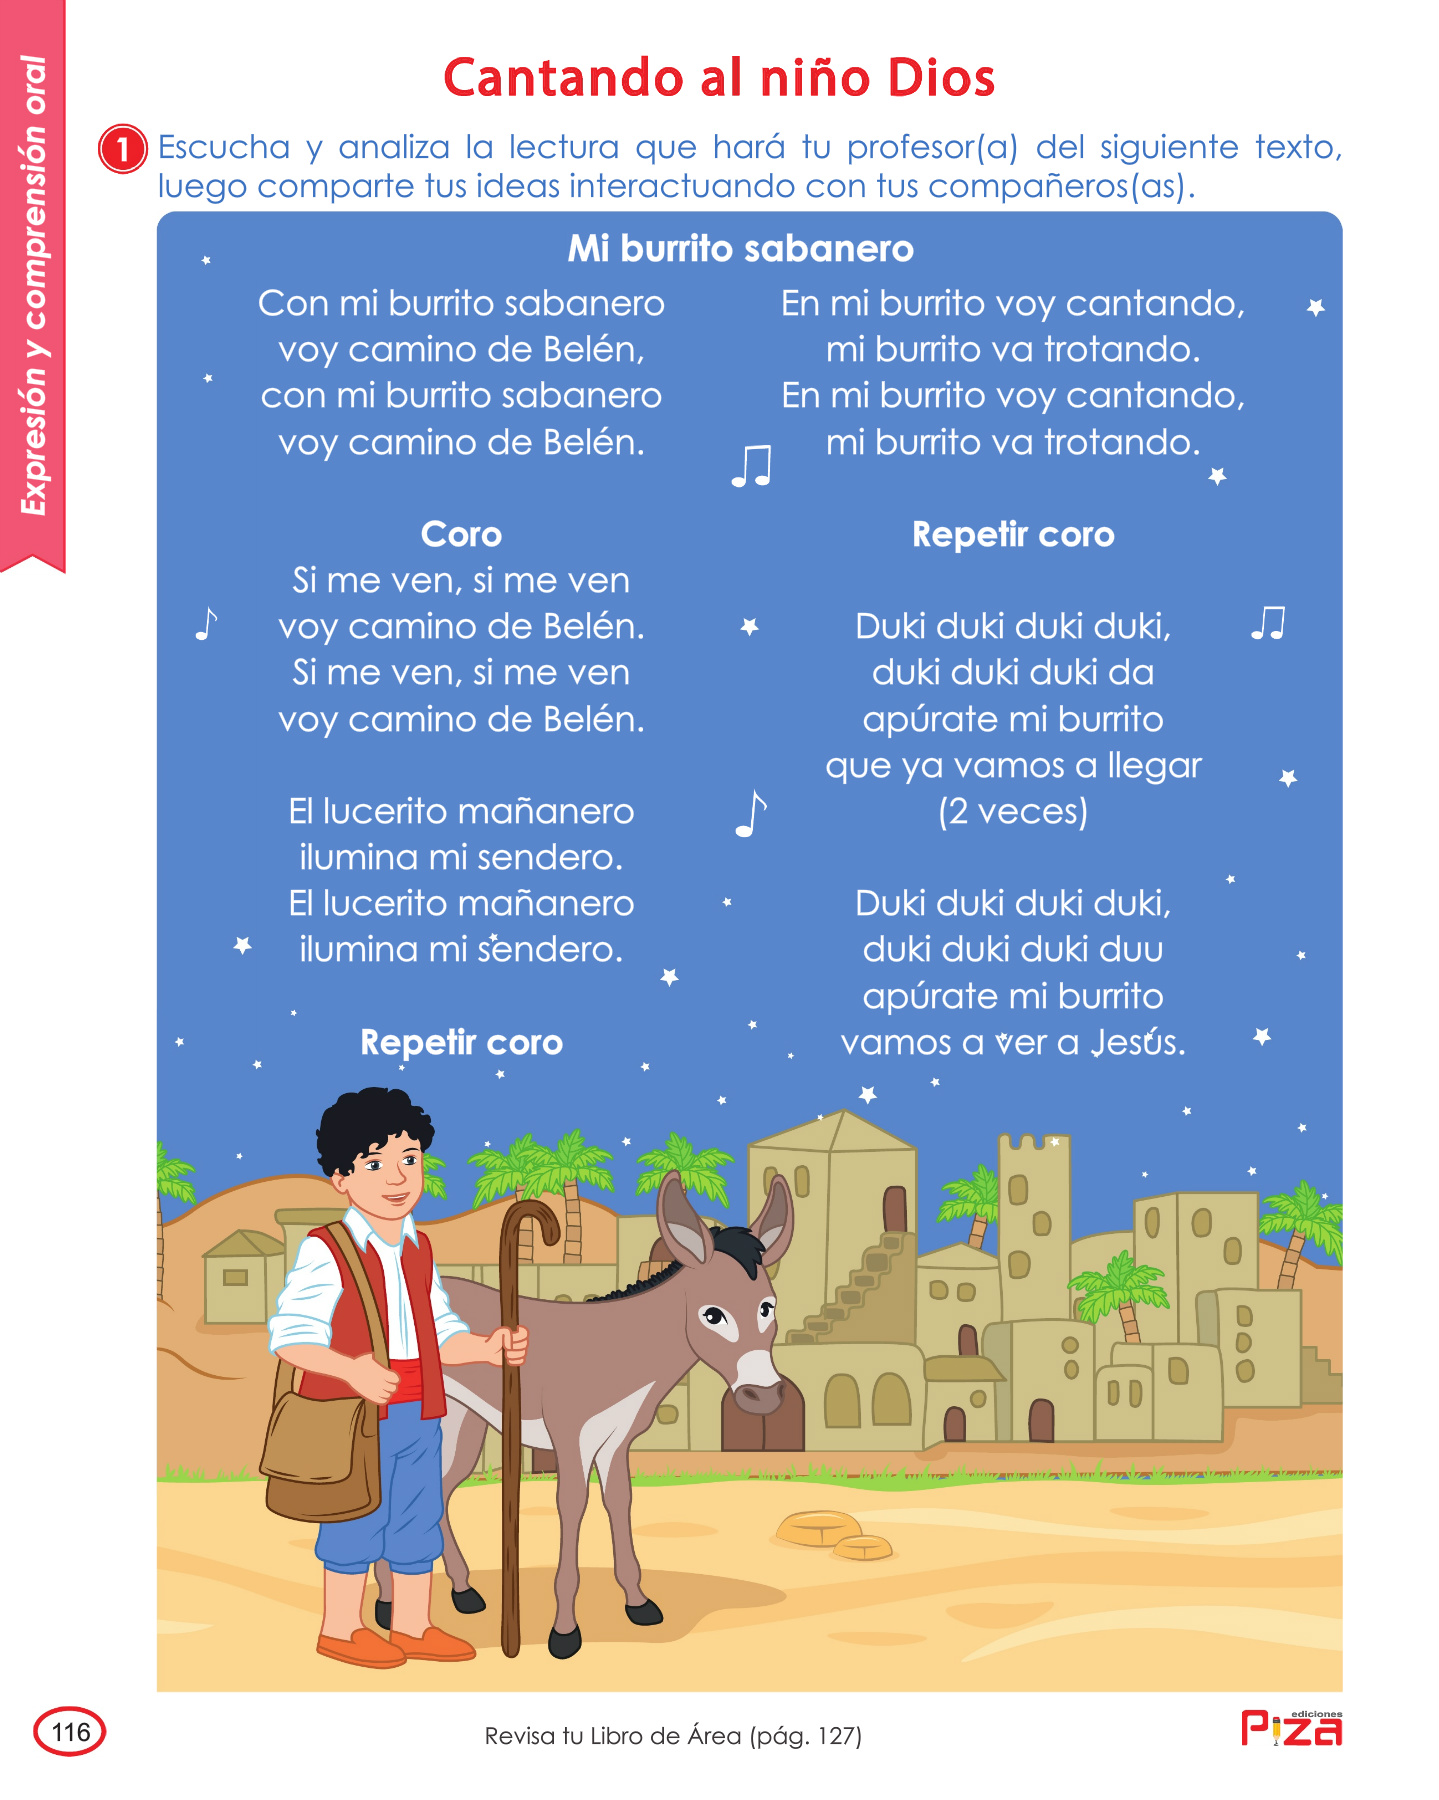 Expresión y comprensión oral
Cantando al niño Dios
1 Escucha y analiza la lectura que hará tu profesor(a) del siguiente texto,
luego comparte tus ideas interactuando con tus compañeros(as).
Mi burrito sabanero
Con mi burrito sabanero
voy camino de Belén,
con mi burrito sabanero
voy camino de Belén.
Coro
Si me ven, si me ven
voy camino de Belén.
Si me ven, si me ven
voy camino de Belén.
El lucerito mañanero
ilumina mi sendero.
El lucerito mañanero
ilumina mi sendero.
Repetir coro
En mi burrito voy cantando,
mi burrito va trotando.
En mi burrito voy cantando,
mi burrito va trotando.
Repetir coro
Duki duki duki duki,
duki duki duki da
apúrate mi burrito
que ya vamos a llegar
(2 veces)
Duki duki duki duki,
duki duki duki duu
apúrate mi burrito
vamos a ver a Jesús.
116
Revisa tu Libro de Área (pág. 127)
ediciones
Piza